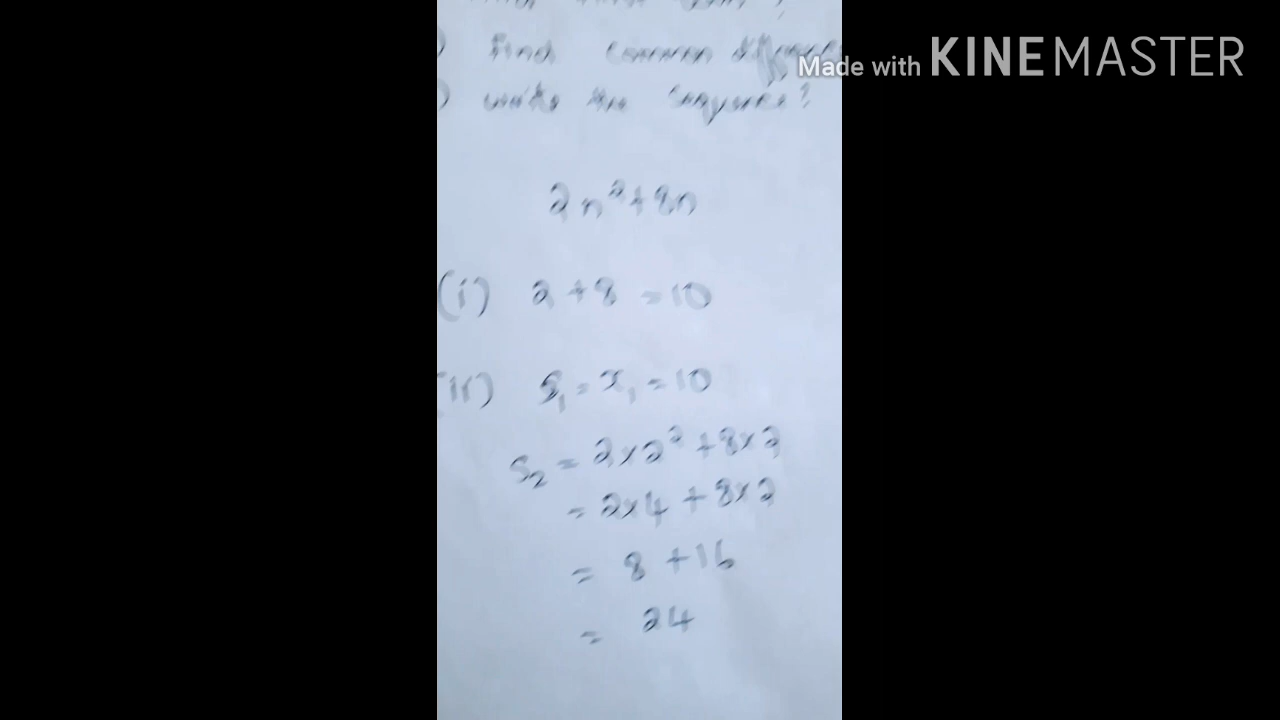 ) find common
Made with KINEMASTER
) write the sequence?
2n²+8n
(i) 2+8 =10
(ii) S₁ = x₁ =10
S₂ = 2×2² +8×2
= 2×4 +8×2
= 8 +16
= 24